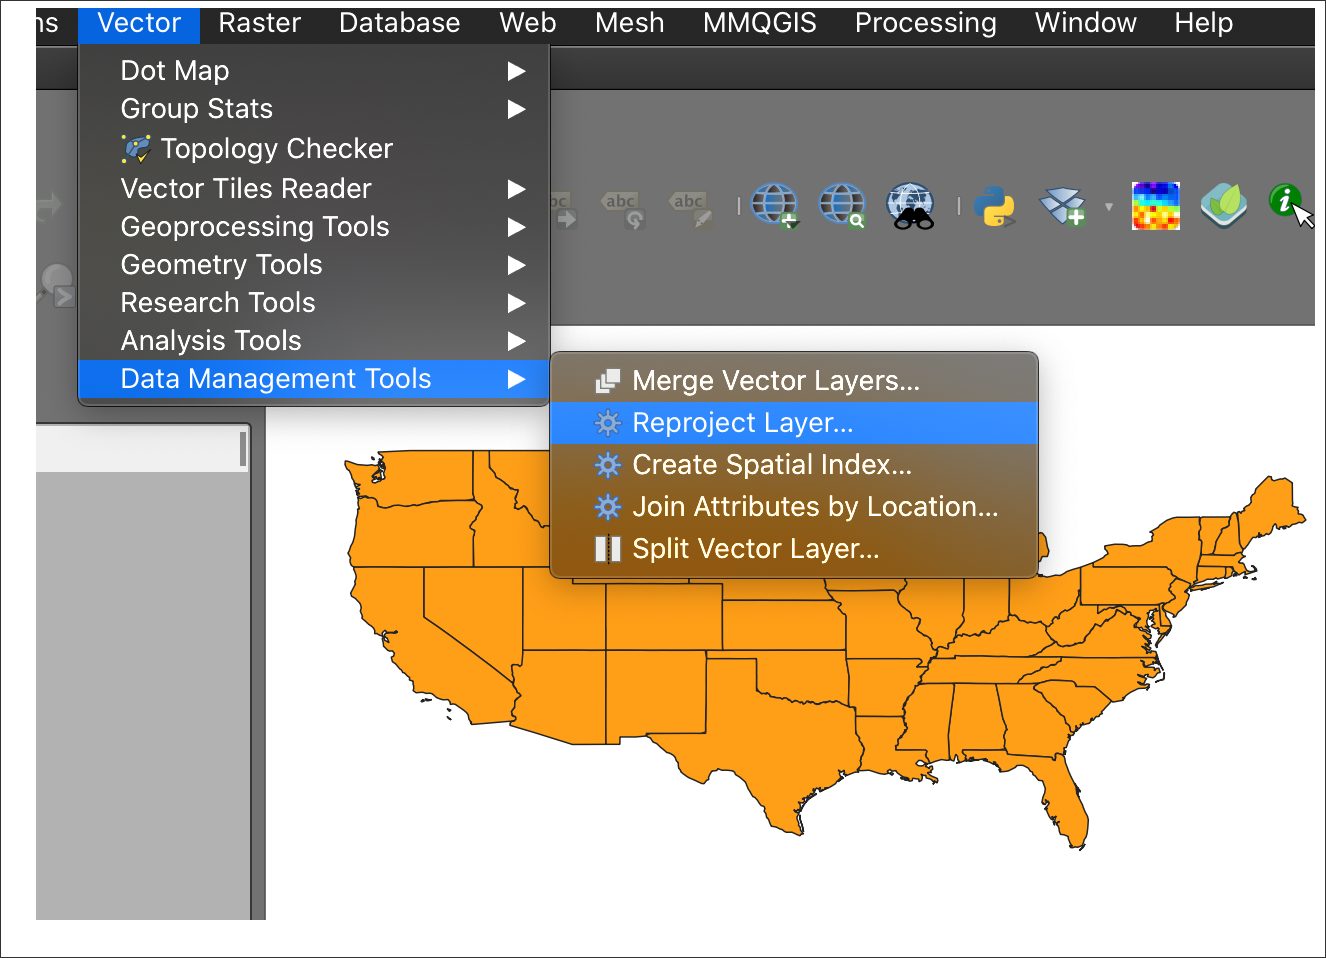 ns Vector Raster Database Web Mesh MMQGIS Processing Window Help
Dot Map
Group Stats
Topology Checker
Vector Tiles Reader
Geoprocessing Tools
Geometry Tools
Research Tools
Analysis Tools
Data Management Tools
bc abc abc
Merge Vector Layers...
Reproject Layer...
Create Spatial Index...
Join Attributes by Location...
Split Vector Layer...